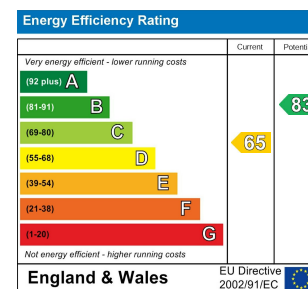 Energy Efficiency Rating
Current Potenti
Very energy efficient - lower running costs
(92 plus) A
(81-91) B
83
(69-80) C
65
(55-68) D
(39-54) E
(21-38) F
(1-20) G
Not energy efficient - higher running costs
England & Wales
EU Directive
2002/91/EC